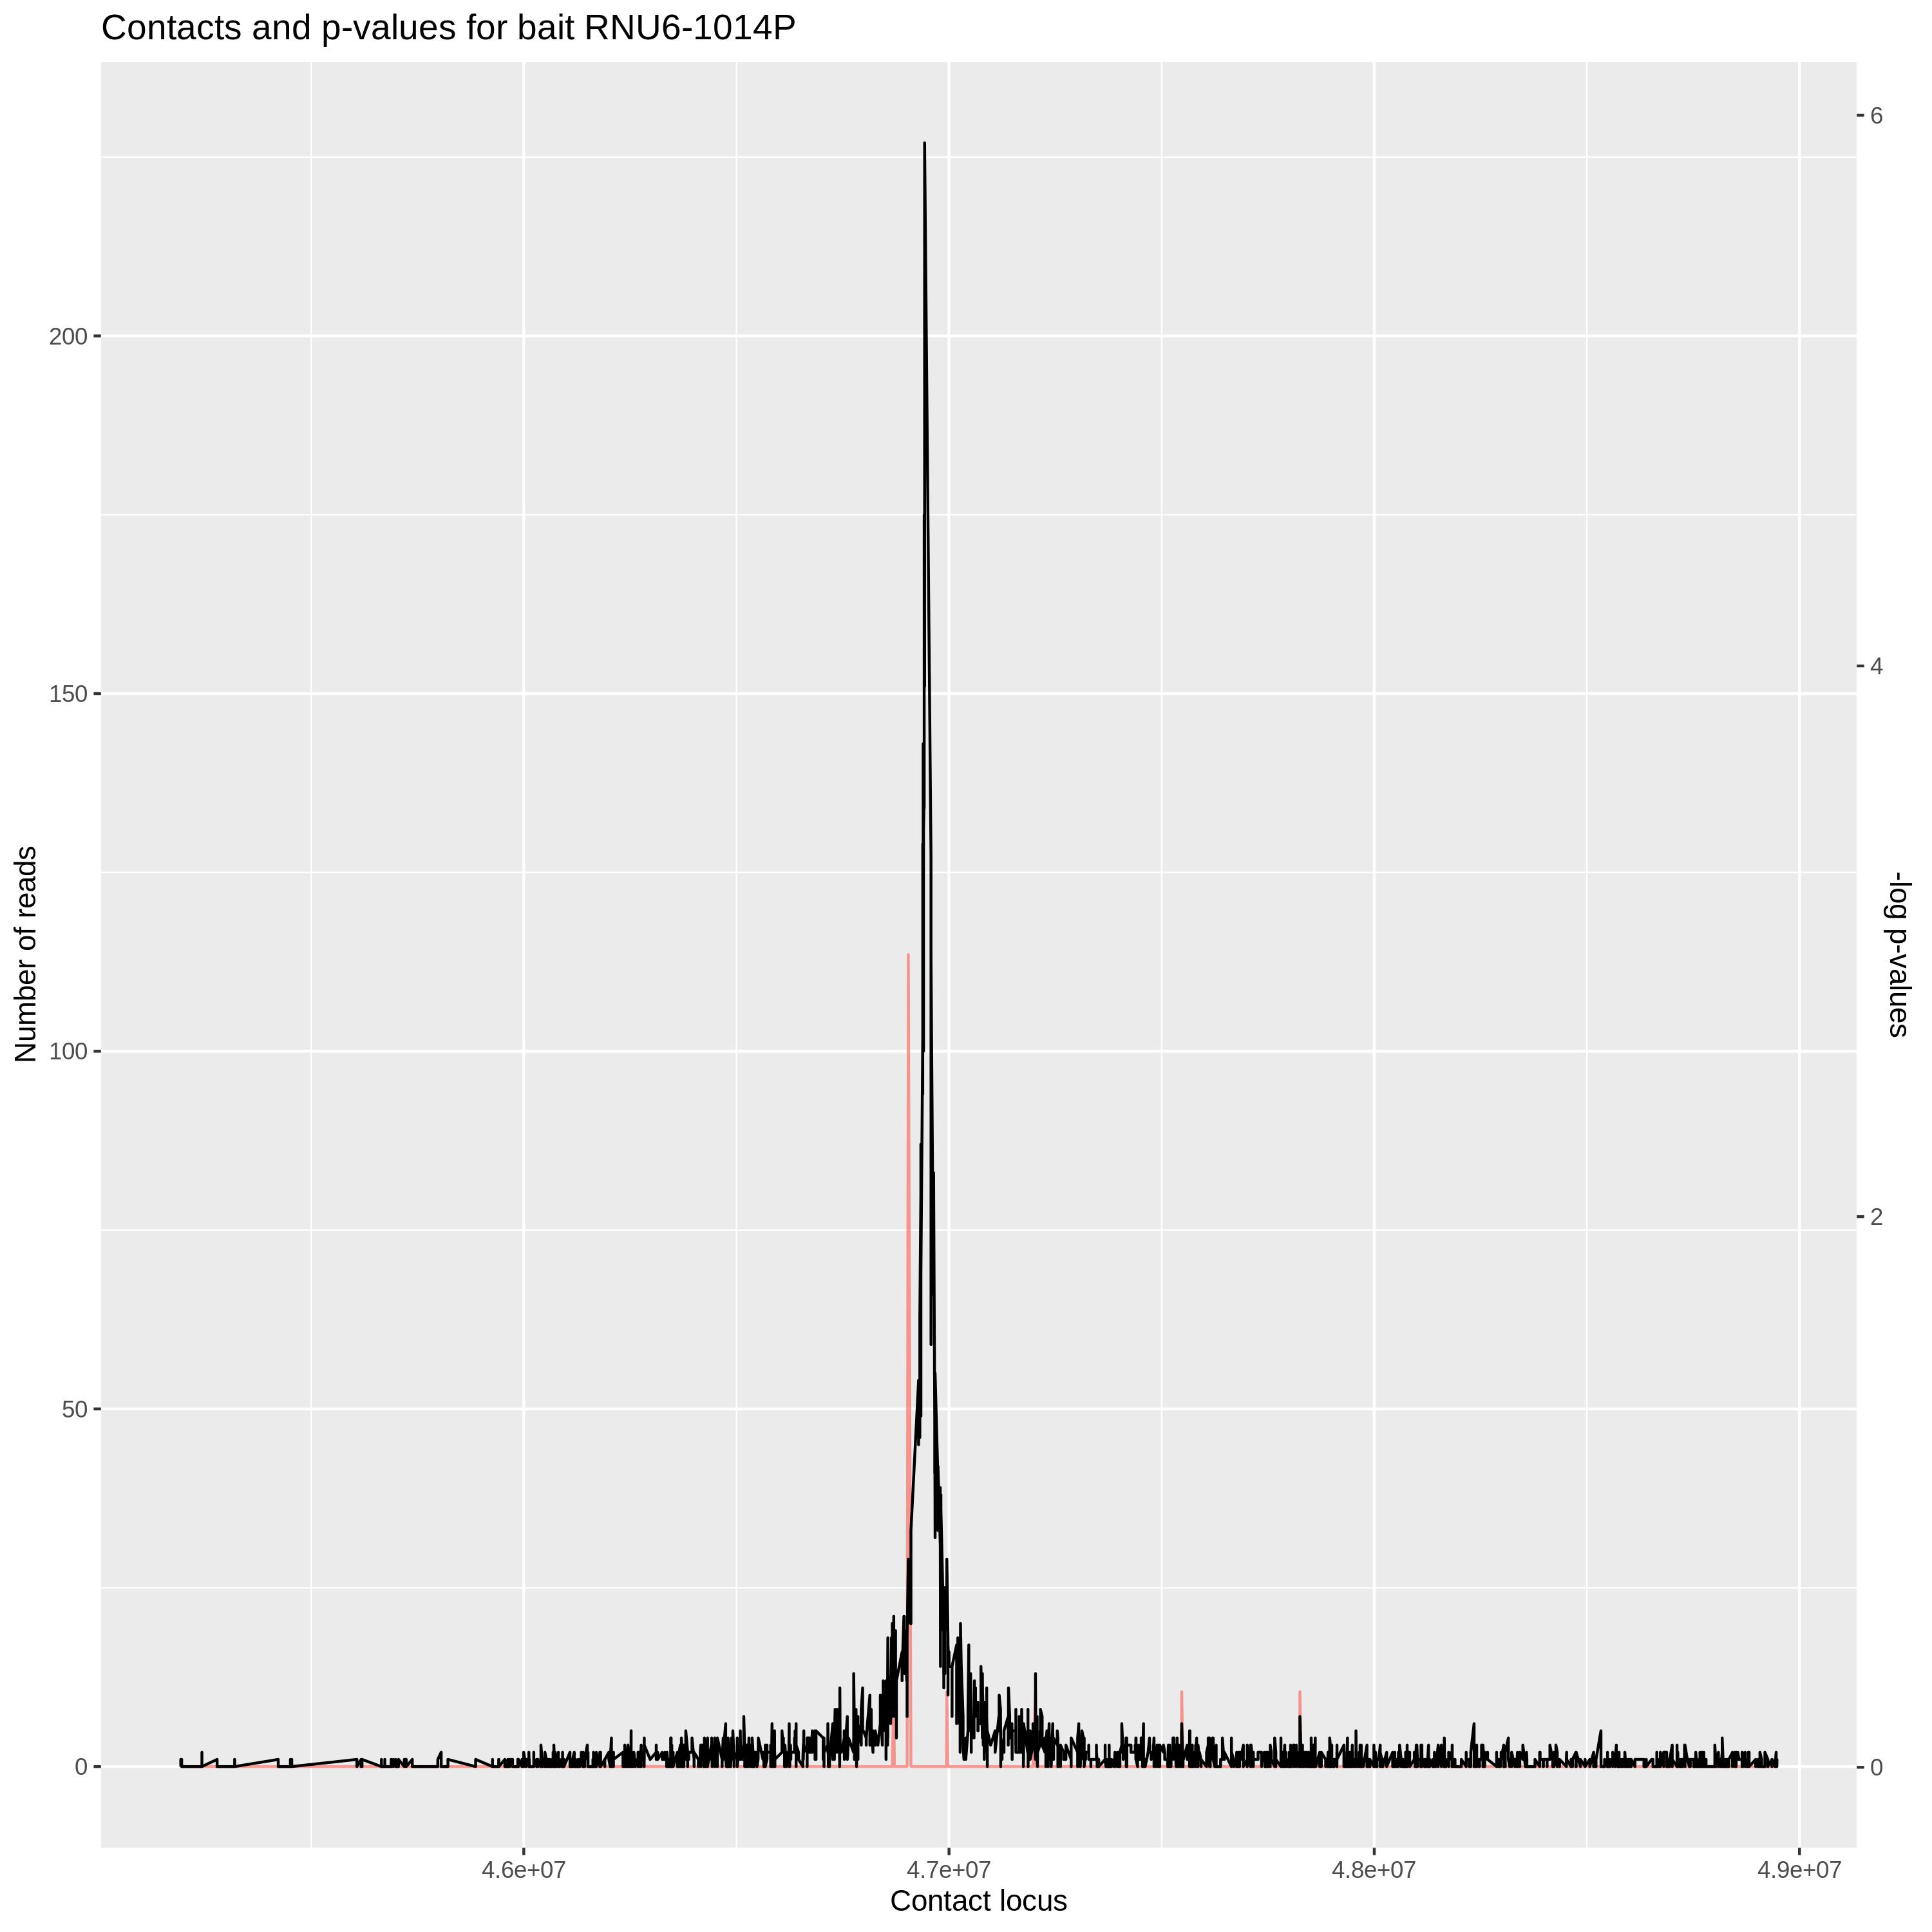 Contacts and p-values for bait RNU6-1014P
Number of reads
200
150
100
50
0
6
4
2
0
-log p-values
4.6e+07
4.7e+07
4.8e+07
4.9e+07
Contact locus